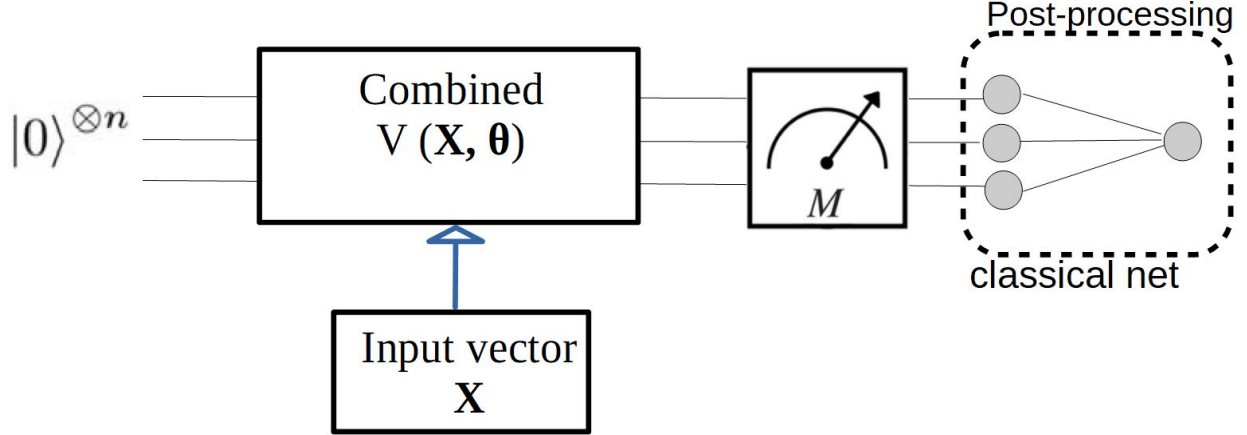 Post-processing
|0⟩⊗n
Combined
V (X, θ)
M
classical net
Input vector
X